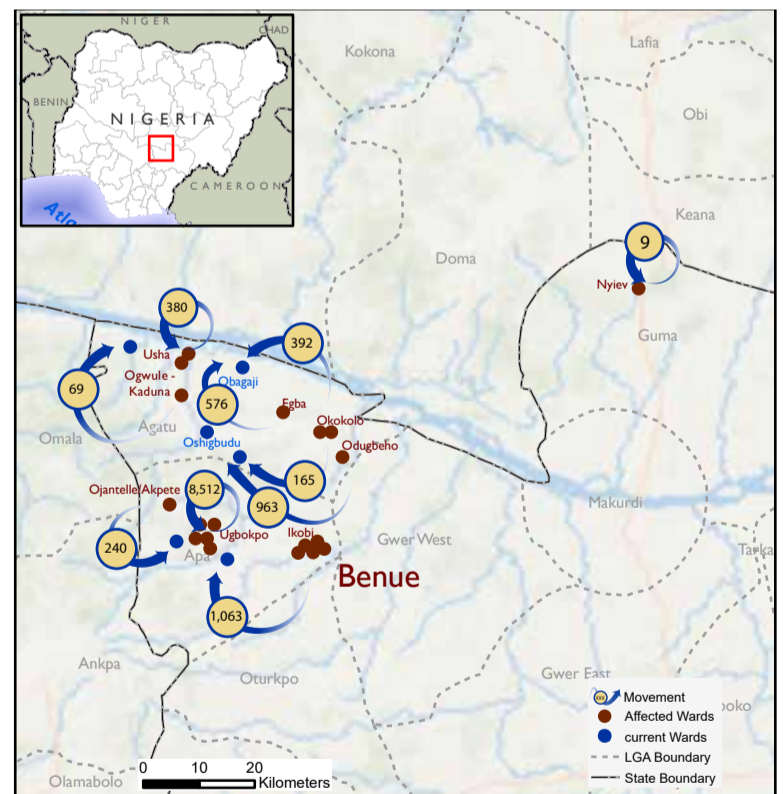 NIGER
CHAD
BENIN
NIGERIA
CAMEROON
Atl
Kokona
Lafia
Obi
Keana
Doma
9
Nyiev
Guma
380
392
Usha
Ogwule -
Kaduna
Obagaji
69
576
Egba
Agatu
Okokolo
Omala
Oshigbudu
Odugbeho
165
Ojantelle/Akpete
8,512
963
Makurdi
Ugbokpo
Ikobi
Gwer West
240
Apa
Tarka
Benue
1,063
Ankpa
Oturkpo
Gwer East
oko
Olamabolo
xxx Movement
Affected Wards
current Wards
LGA Boundary
State Boundary
0 10 20
Kilometers